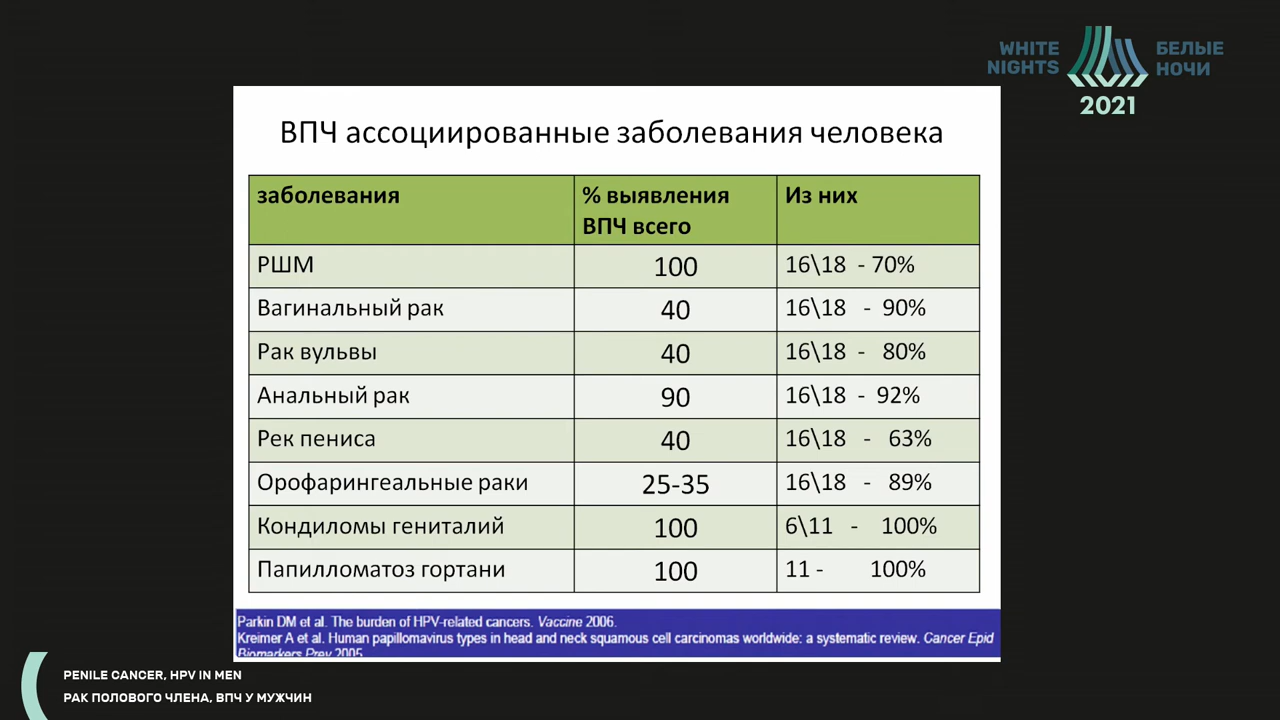 WHITE NIGHTS
БЕЛЫЕ НОЧИ
2021
ВПЧ ассоциированные заболевания человека
заболевания % выявления ВПЧ всего Из них
РШМ 100 16\18 - 70%
Вагинальный рак 40 16\18 - 90%
Рак вульвы 40 16\18 - 80%
Анальный рак 90 16\18 - 92%
Рек пениса 40 16\18 - 63%
Орофарингеальные раки 25-35 16\18 - 89%
Кондиломы гениталий 100 6\11 - 100%
Папилломатоз гортани 100 11 - 100%
Parkin DM et al. The burden of HPV-related cancers. Vaccine 2006.
Kreimer A et al. Human papillomavirus types in head and neck squamous cell carcinomas worldwide: a systematic review. Cancer Epid
Biomarkers Prev 2005
PENILE CANCER, HPV IN MEN
РАК ПОЛОВОГО ЧЛЕНА, ВПЧ У МУЖЧИН